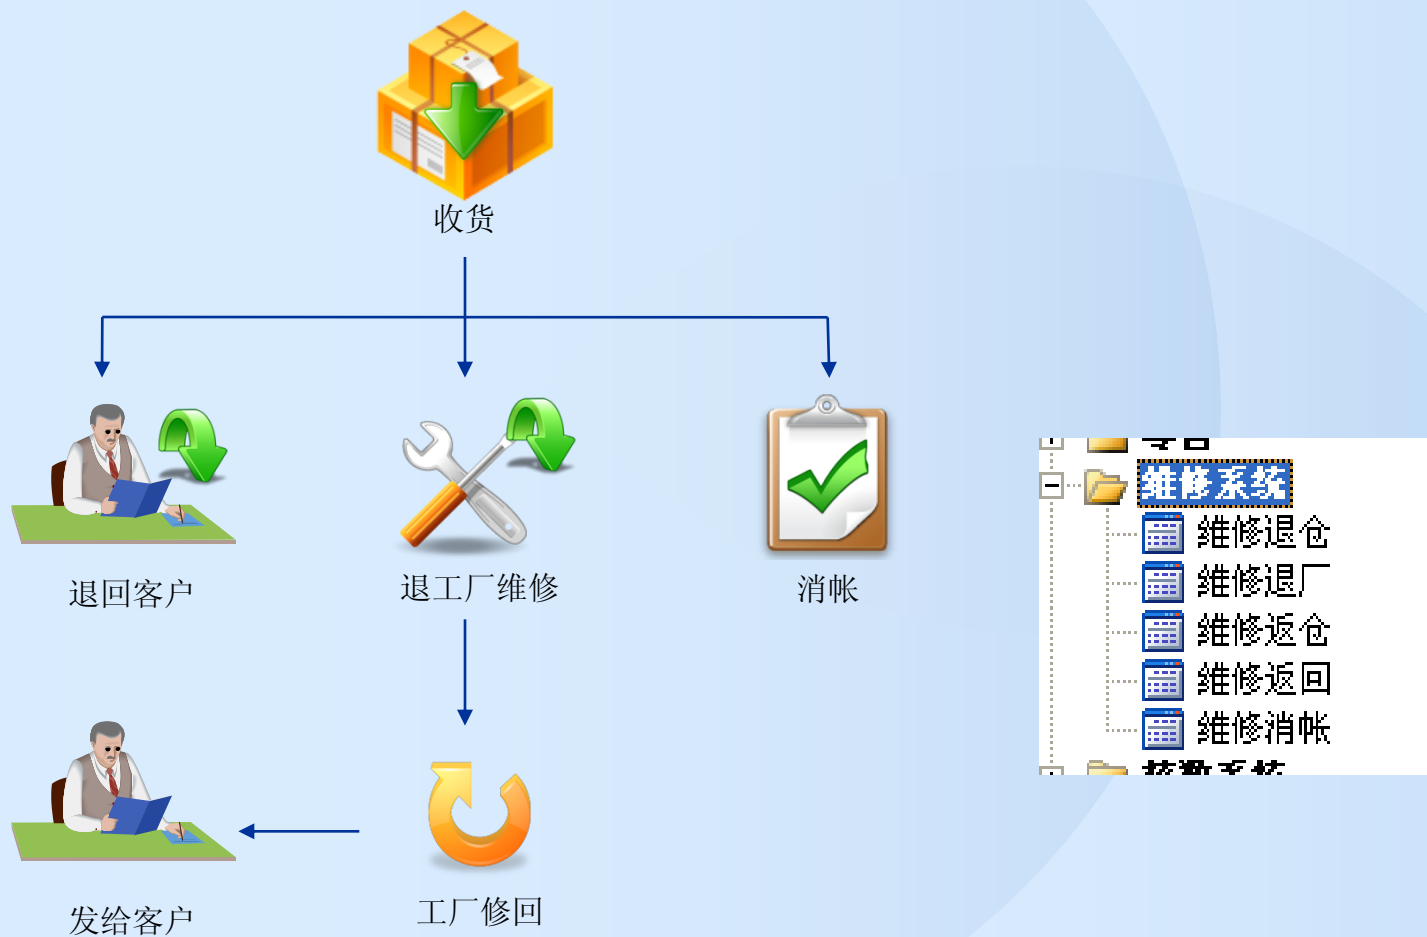 收货
退回客户
退工厂维修
消帐
发给客户
工厂修回
维修系统
维修退仓
维修退厂
维修返仓
维修返回
维修消帐